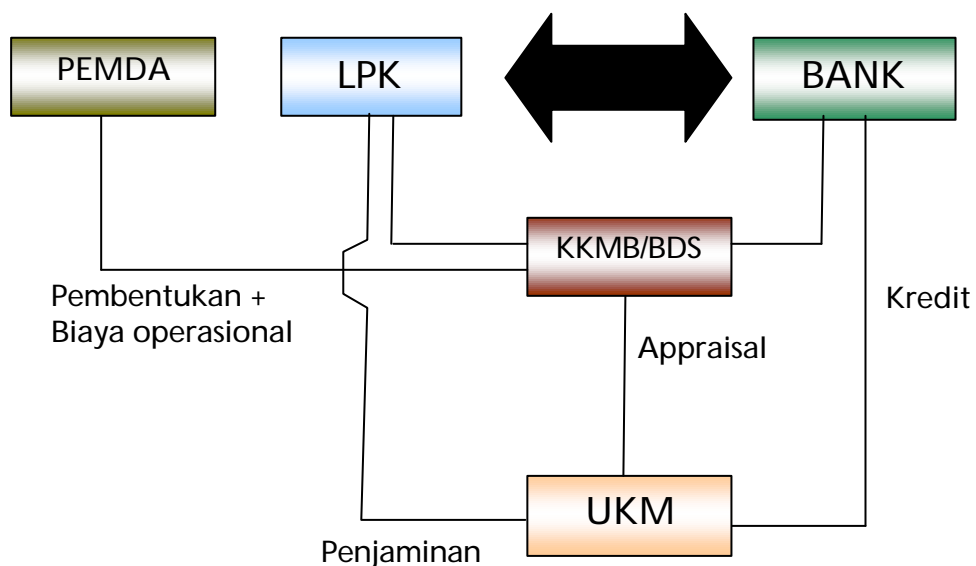 PEMDA
LPK
BANK
KKMB/BDS
Pembentukan +
Biaya operasional
Kredit
Appraisal
UKM
Penjaminan